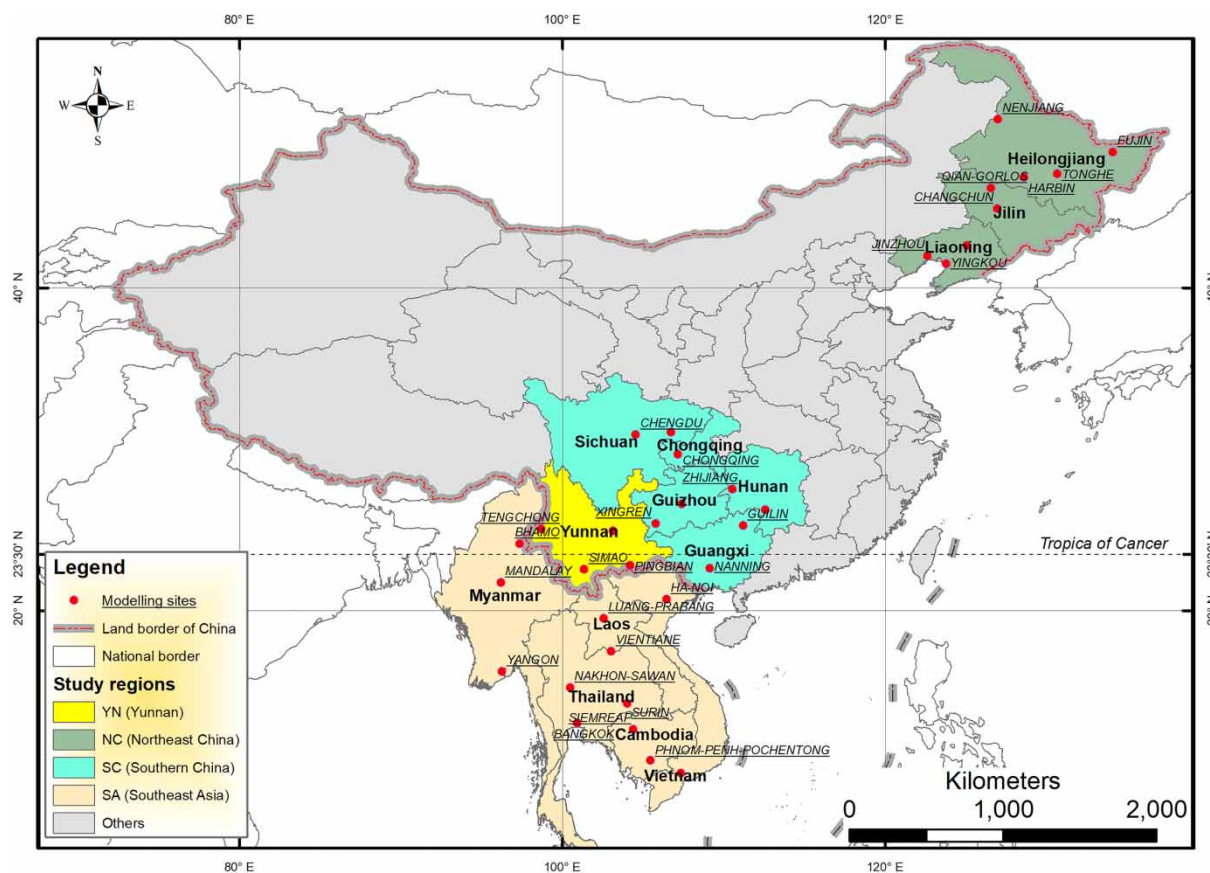 80° E 100° E 120° E
N
W E
S
NENJIANG
FUJIN
Heilongjiang
QIAN-GORLOS
TONGHE
HARBIN
CHANGCHUN
Jilin
JINZHOU
Liaoning
YINGKOU
40° N
40° N
CHENGDU
Sichuan
Chongqing
CHONGQING
ZHIJIANG
Hunan
Guizhou
XINGREN
GUILIN
TENGCHONG
BHAMO
Yunnan
Guangxi
Tropica of Cancer
23°30' N
23°30' N
SIMAO
PINGBIAN
NANNING
MANDALAY
HA-NOI
Myanmar
LUANG-PRABANG
20° N
20° N
Laos
VIENTIANE
YANGON
NAKHON-SAWAN
Thailand
SURIN
SIEMREAP
BANGKOK
Cambodia
PHNOM-PENH-POCHENTONG
Vietnam
Legend
Modelling sites
Land border of China
National border
Study regions
YN (Yunnan)
NC (Northeast China)
SC (Southern China)
SA (Southeast Asia)
Others
Kilometers
0 1,000 2,000
80° E 100° E 120° E